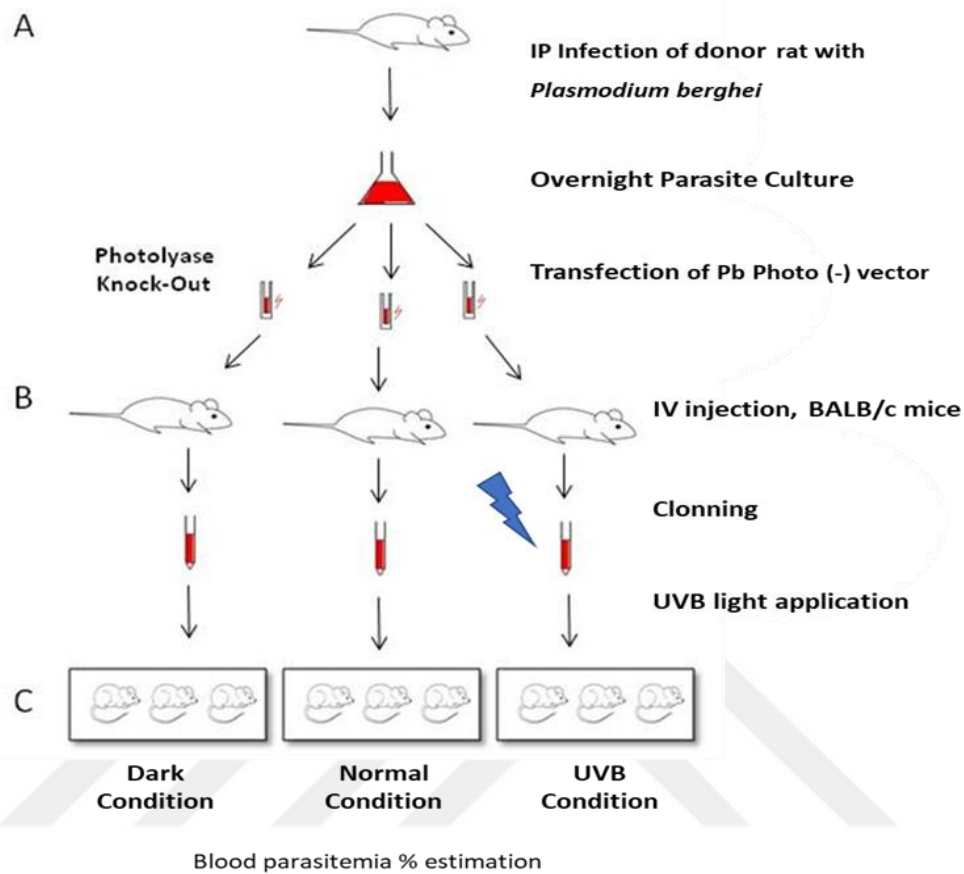 A
IP Infection of donor rat with
Plasmodium berghei
Overnight Parasite Culture
Photolyase
Knock-Out
Transfection of Pb Photo (-) vector
B
IV injection, BALB/c mice
Clonning
UVB light application
C
Dark
Condition
Normal
Condition
UVB
Condition
Blood parasitemia % estimation